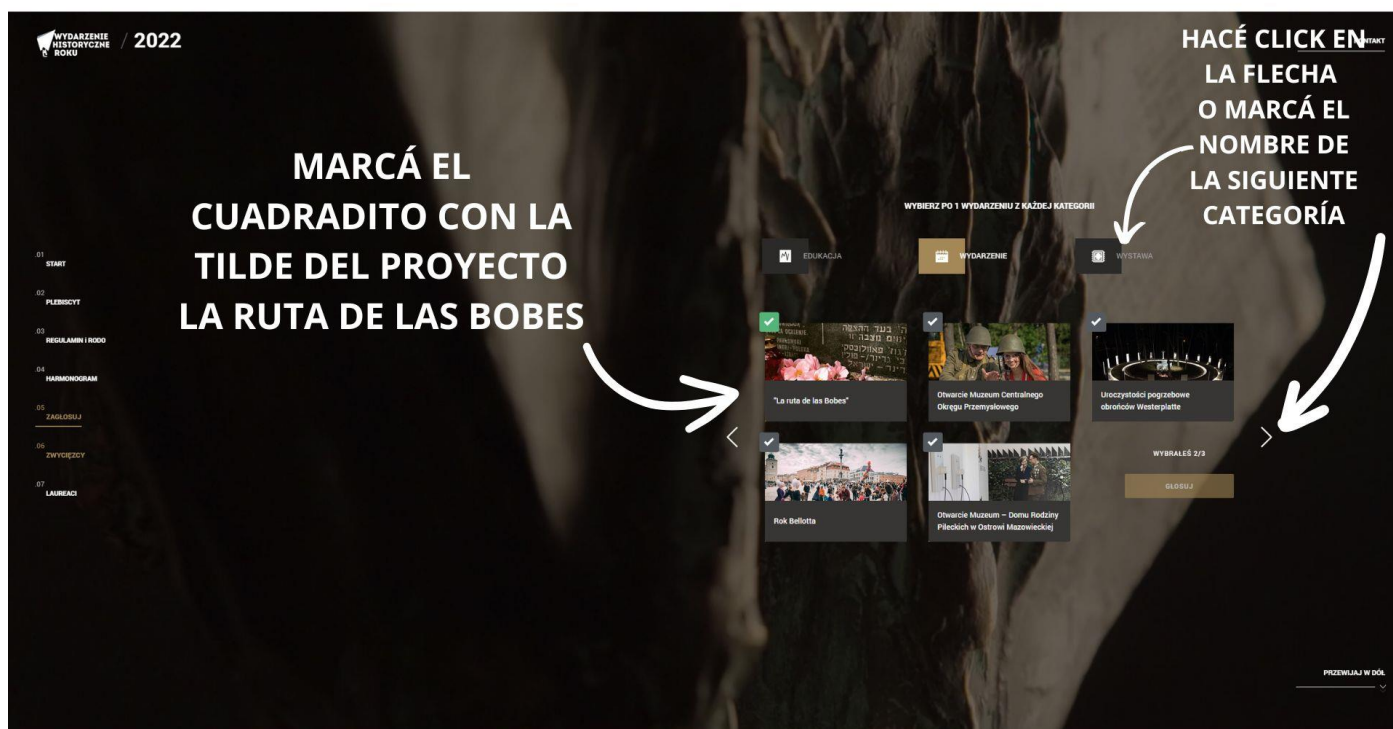 WYDARZENIE
HISTORYCZNE
ROKU
/ 2022
HACÉ CLICK EN
LA FLECHA
O MARCÁ EL
NOMBRE DE
LA SIGUIENTE
CATEGORÍA
MARCÁ EL
CUADRADITO CON LA
TILDE DEL PROYECTO
LA RUTA DE LAS BOBES
.01
START
.02
PLEBISCYT
.03
REGULAMIN i RODO
.04
HARMONOGRAM
.05
ZAGŁOSUJ
.06
ZWYCIĘZCY
.07
LAUREACI
WYBIERZ PO 1 WYDARZENIU Z KAŻDEJ KATEGORII
EDUKACJA
WYDARZENIE
WYSTAWA
"La ruta de las Bobes"
Otwarcie Muzeum Centralnego
Okręgu Przemysłowego
Uroczystości pogrzebowe
obrońców Westerplatte
Rok Bellotta
Otwarcie Muzeum – Domu Rodziny
Pileckich w Ostrowi Mazowieckiej
WYBRAŁEŚ 2/3
GŁOSUJ
PRZEWIJAJ W DÓŁ